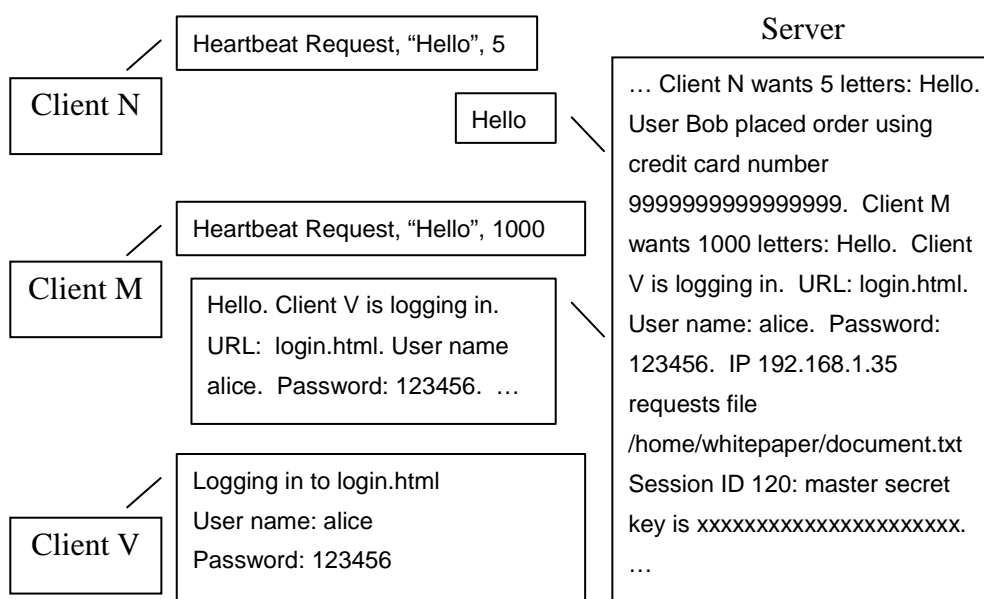 Heartbeat Request, “Hello”, 5
Client N
Hello
Heartbeat Request, “Hello”, 1000
Client M
Hello. Client V is logging in.
URL:  login.html. User name
alice.  Password: 123456.  …
Logging in to login.html
User name: alice
Password: 123456
Client V
Server
… Client N wants 5 letters: Hello.
User Bob placed order using
credit card number
9999999999999999.  Client M
wants 1000 letters: Hello.  Client
V is logging in.  URL: login.html.
User name: alice.  Password:
123456.  IP 192.168.1.35
requests file
/home/whitepaper/document.txt
Session ID 120: master secret
key is xxxxxxxxxxxxxxxxxxxxxx.
…